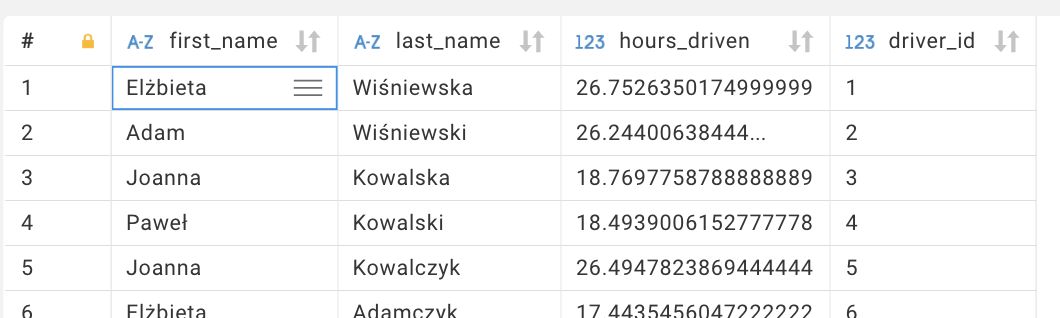 # A-Z first_name A-Z last_name 123 hours_driven 123 driver_id
1 Elżbieta Wiśniewska 26.7526350174999999 1
2 Adam Wiśniewski 26.24400638444... 2
3 Joanna Kowalska 18.7697758788888889 3
4 Paweł Kowalski 18.4939006152777778 4
5 Joanna Kowalczyk 26.4947823869444444 5
6 Elżbieta Adamczyk 17.4435456047222222 6